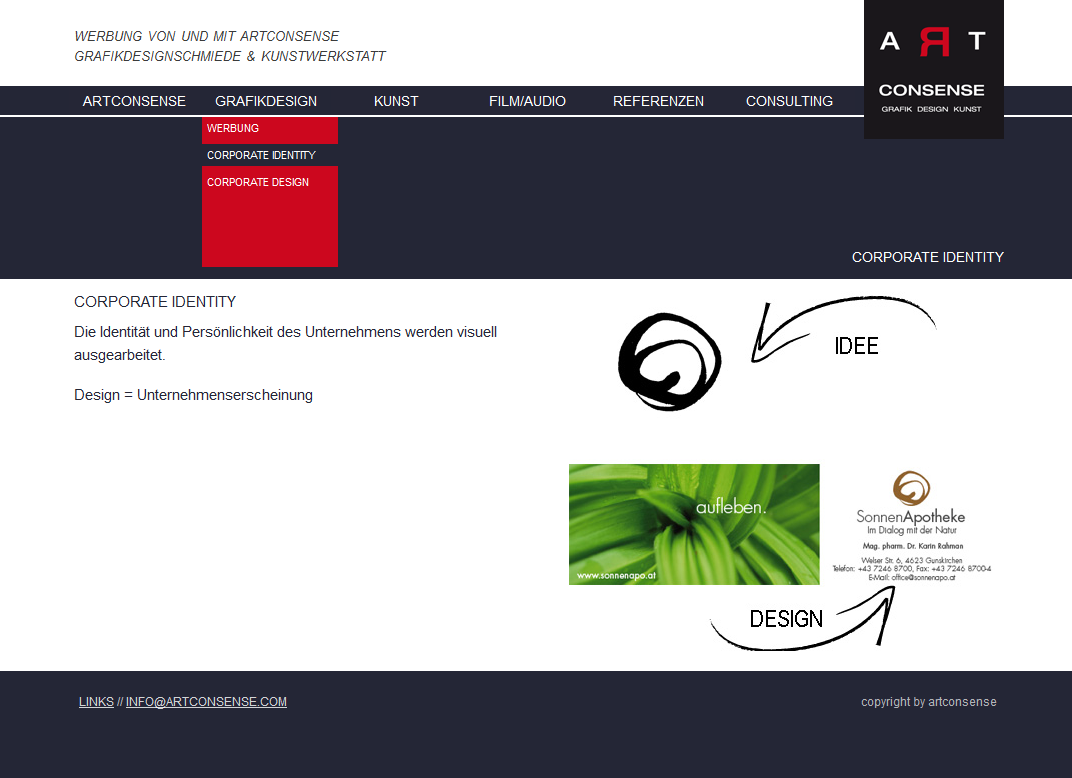 WERBUNG VON UND MIT ARTCONSENSE
GRAFIKDESIGNSCHMIEDE & KUNSTWERKSTATT
A R T
CONSENSE
GRAFIK DESIGN KUNST
ARTCONSENSE GRAFIKDESIGN KUNST FILM/AUDIO REFERENZEN CONSULTING
WERBUNG
CORPORATE IDENTITY
CORPORATE DESIGN
CORPORATE IDENTITY
CORPORATE IDENTITY
Die Identität und Persönlichkeit des Unternehmens werden visuell
ausgearbeitet.
Design = Unternehmenserscheinung
IDEE
aufleben.
www.sonnenapo.at
SonnenApotheke
Im Dialog mit der Natur
Mag. pharm. Dr. Karin Rahman
Welser Str. 6, 4623 Gunskirchen
Telefon: +43 7246 8700, Fax: +43 7246 8700-4
E-Mail: office@sonnenapo.at
DESIGN
LINKS // INFO@ARTCONSENSE.COM
copyright by artconsense